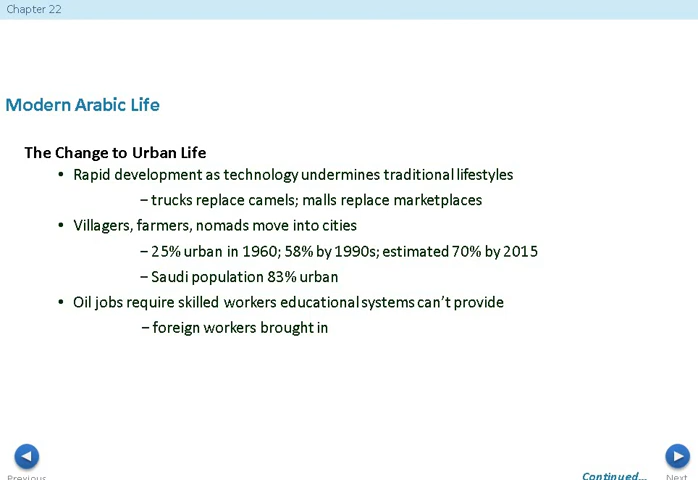 Chapter 22
Modern Arabic Life
The Change to Urban Life
• Rapid development as technology undermines traditional lifestyles
– trucks replace camels; malls replace marketplaces
• Villagers, farmers, nomads move into cities
– 25% urban in 1960; 58% by 1990s; estimated 70% by 2015
– Saudi population 83% urban
• Oil jobs require skilled workers educational systems can't provide
– foreign workers brought in
Continued...
Previous
Next